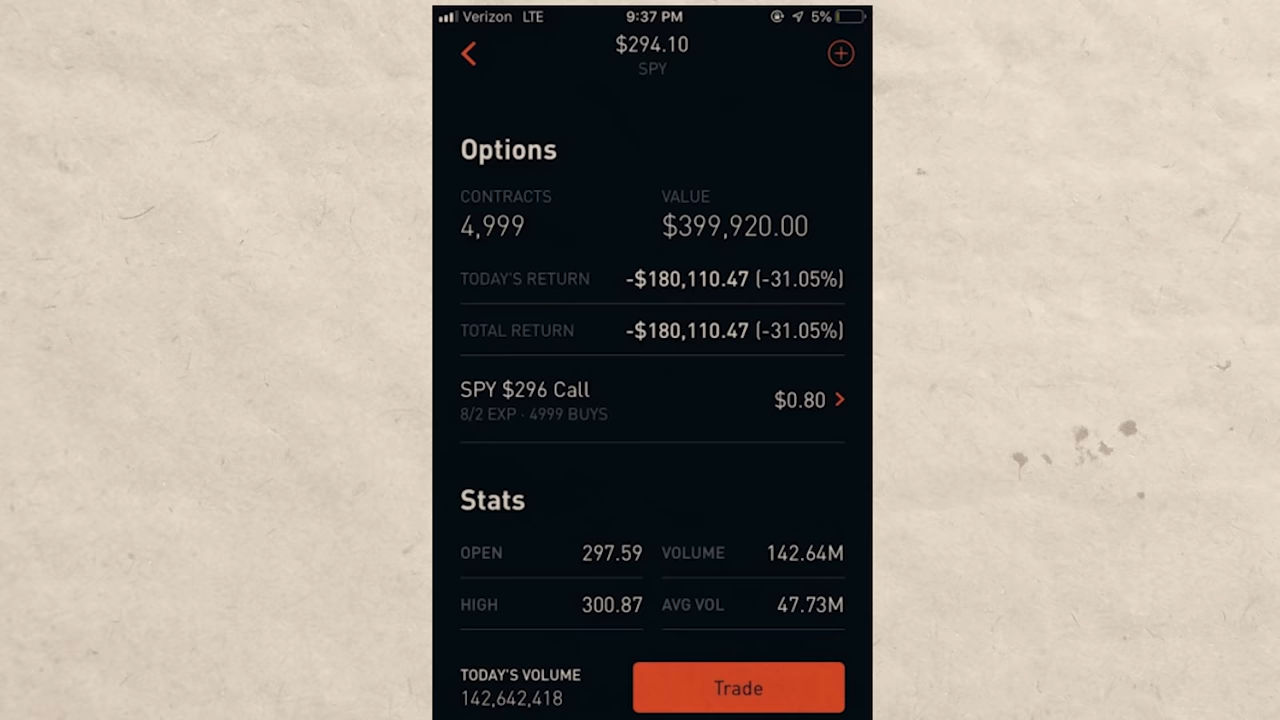 Verizon LTE 9:37 PM 5%
$294.10
SPY
Options
CONTRACTS VALUE
4,999 $399,920.00
TODAY'S RETURN -$180,110.47 (-31.05%)
TOTAL RETURN -$180,110.47 (-31.05%)
SPY $296 Call $0.80
8/2 EXP · 4999 BUYS
Stats
OPEN 297.59 VOLUME 142.64M
HIGH 300.87 AVG VOL 47.73M
TODAY'S VOLUME
142,642,418
Trade